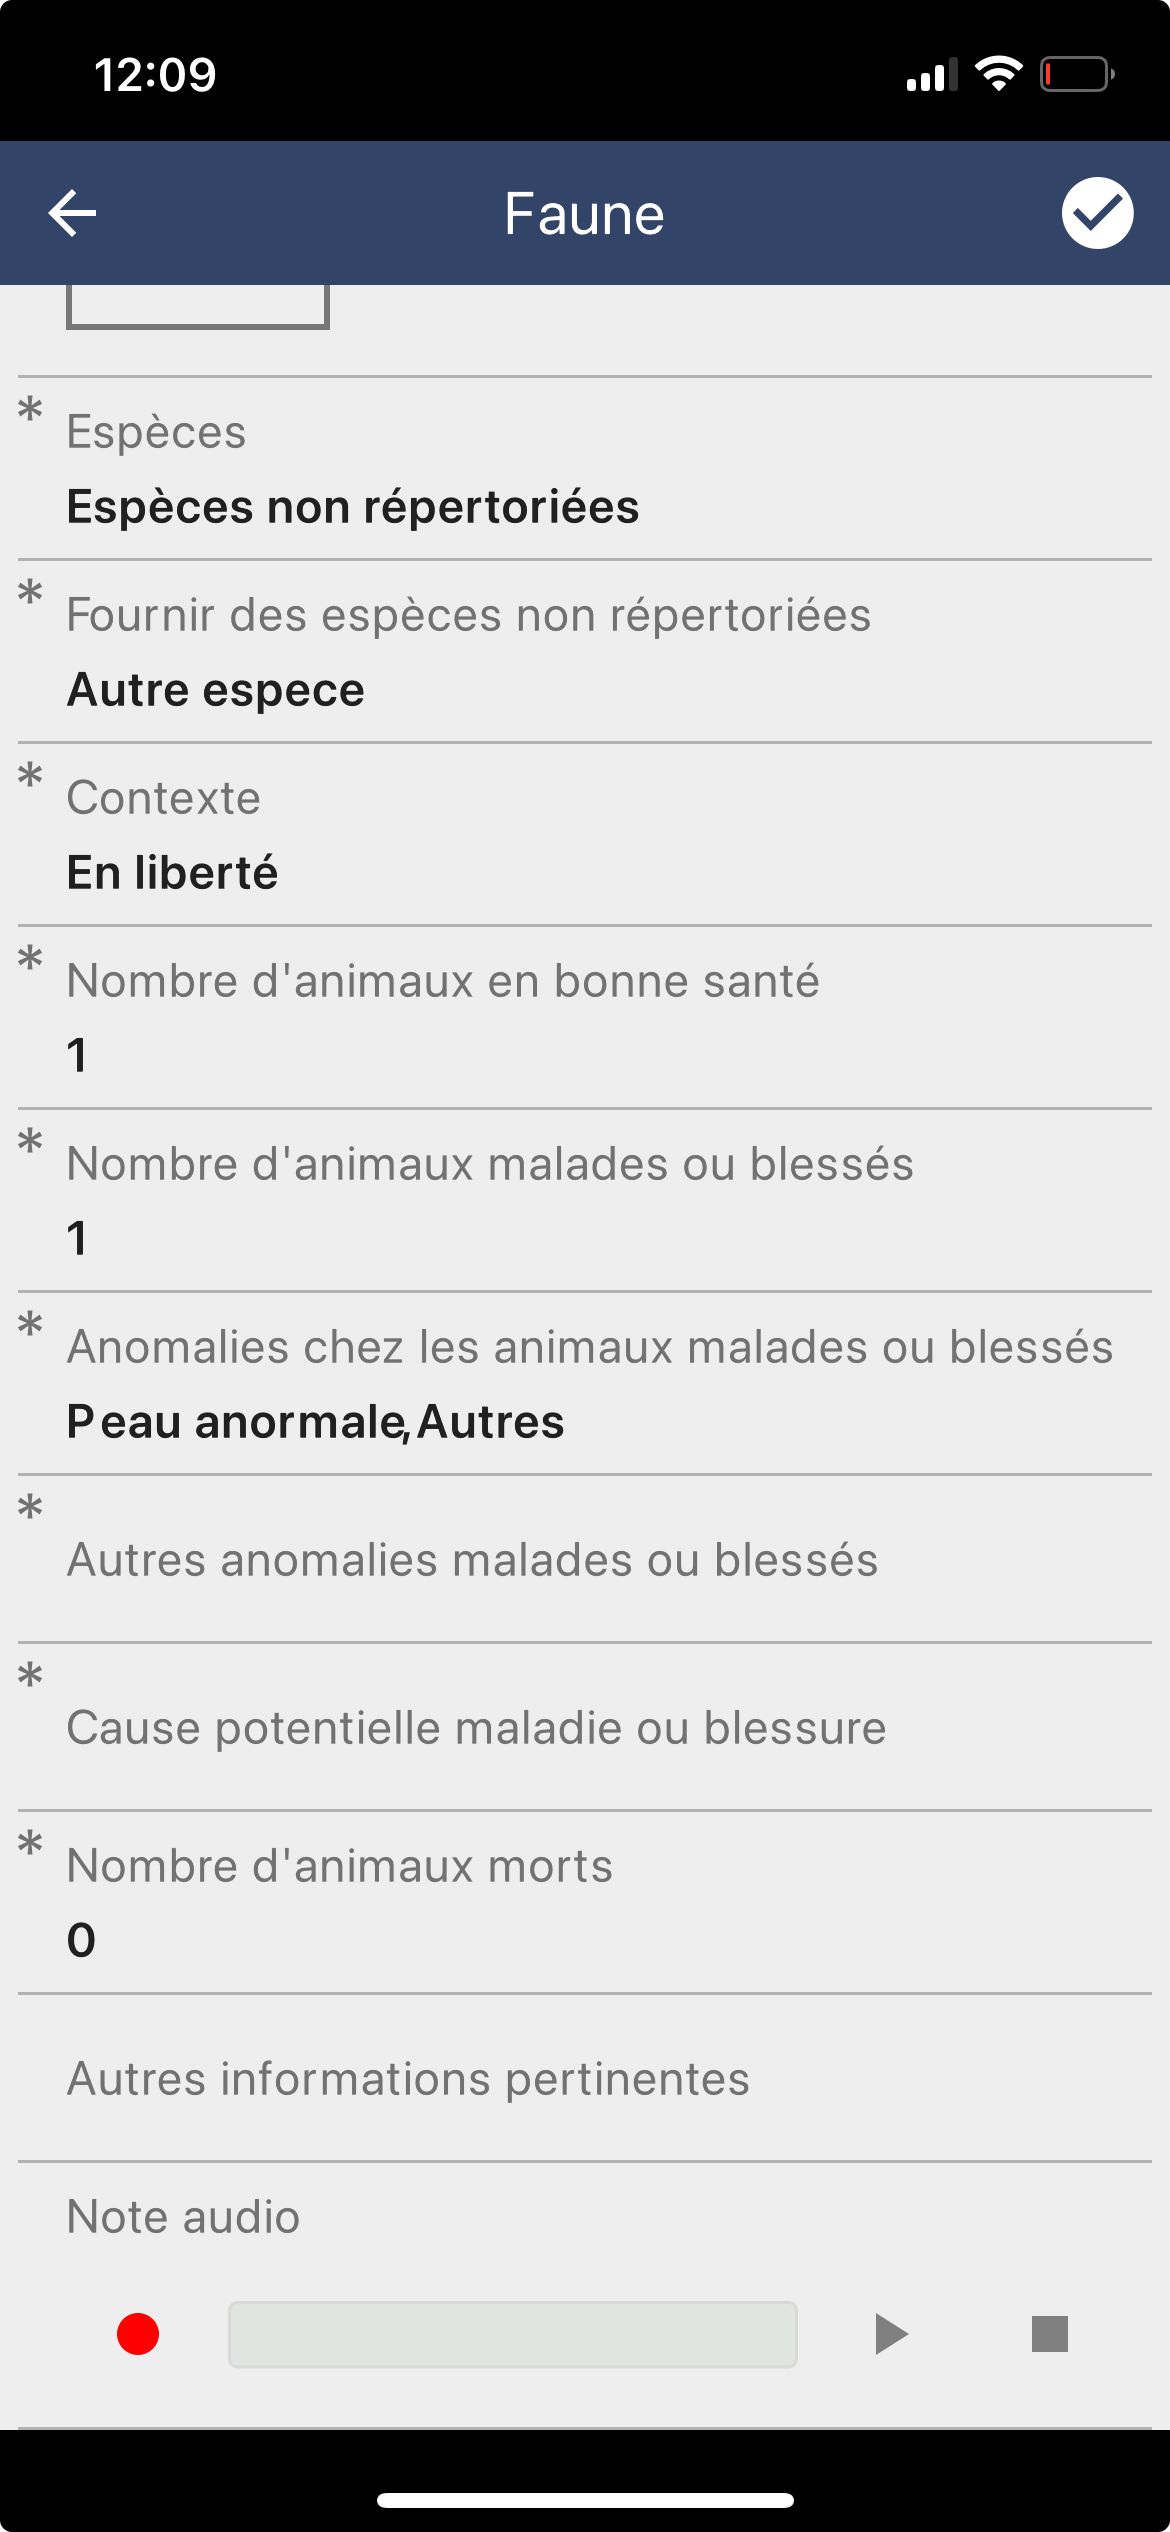 12:09
Faune
* Espèces
Espèces non répertoriées
* Fournir des espèces non répertoriées
Autre espece
* Contexte
En liberté
* Nombre d'animaux en bonne santé
1
* Nombre d'animaux malades ou blessés
1
* Anomalies chez les animaux malades ou blessés
Peau anormale,Autres
* Autres anomalies malades ou blessés
* Cause potentielle maladie ou blessure
* Nombre d'animaux morts
0
Autres informations pertinentes
Note audio